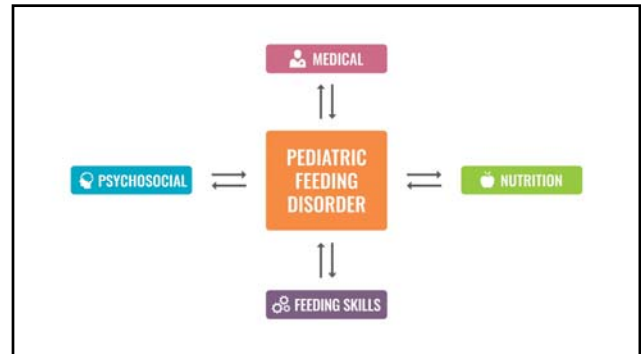 MEDICAL
PSYCHOSOCIAL
PEDIATRIC
FEEDING
DISORDER
NUTRITION
FEEDING SKILLS